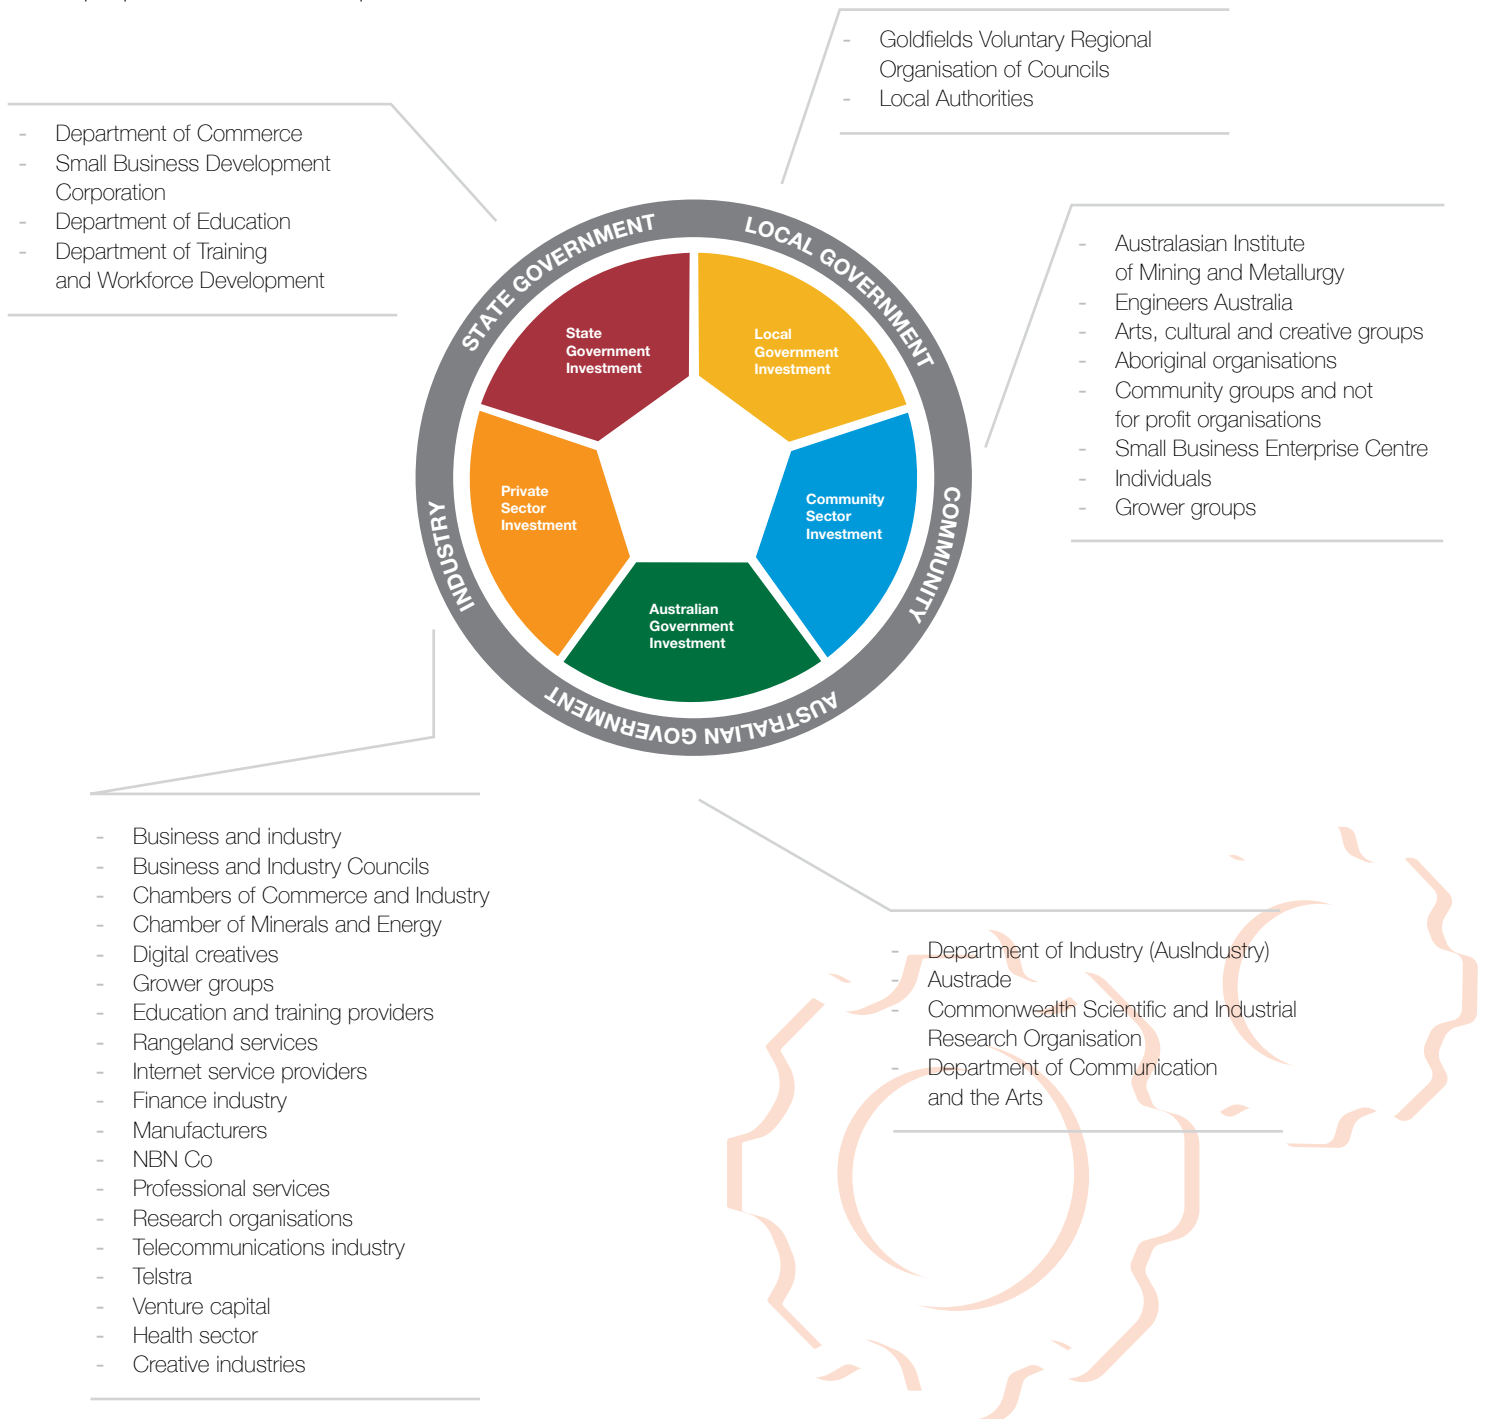 - Goldfields Voluntary Regional
Organisation of Councils
- Local Authorities
- Department of Commerce
- Small Business Development
Corporation
- Department of Education
- Department of Training
and Workforce Development
- Australasian Institute
of Mining and Metallurgy
- Engineers Australia
- Arts, cultural and creative groups
- Aboriginal organisations
- Community groups and not
for profit organisations
- Small Business Enterprise Centre
- Individuals
- Grower groups
STATE GOVERNMENT
LOCAL GOVERNMENT
COMMUNITY
AUSTRALIAN GOVERNMENT
INDUSTRY
State
Government
Investment
Local
Government
Investment
Private
Sector
Investment
Community
Sector
Investment
Australian
Government
Investment
- Business and industry
- Business and Industry Councils
- Chambers of Commerce and Industry
- Chamber of Minerals and Energy
- Digital creatives
- Grower groups
- Education and training providers
- Rangeland services
- Internet service providers
- Finance industry
- Manufacturers
- NBN Co
- Professional services
- Research organisations
- Telecommunications industry
- Telstra
- Venture capital
- Health sector
- Creative industries
- Department of Industry (AusIndustry)
- Austrade
- Commonwealth Scientific and Industrial
Research Organisation
- Department of Communication
and the Arts